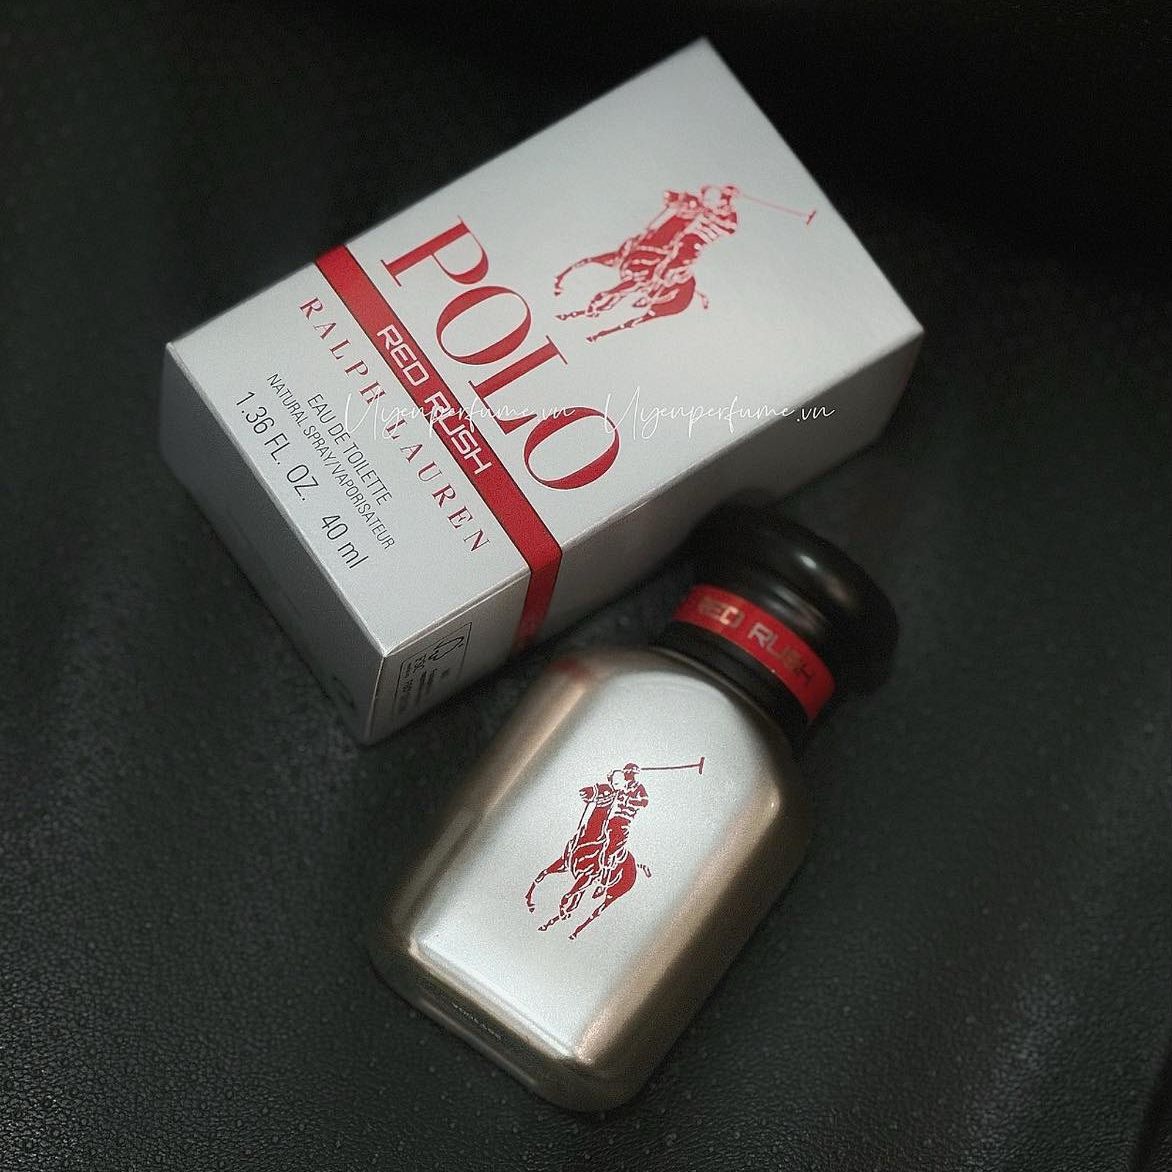 POLO
RED RUSH
RALPH LAUREN
EAU DE TOILETTE
NATURAL SPRAY/VAPORISATEUR
1.36 FL. OZ. 40 ml
Uyenperfume.vn Uyenperfume.vn
FSC
RED RUSH